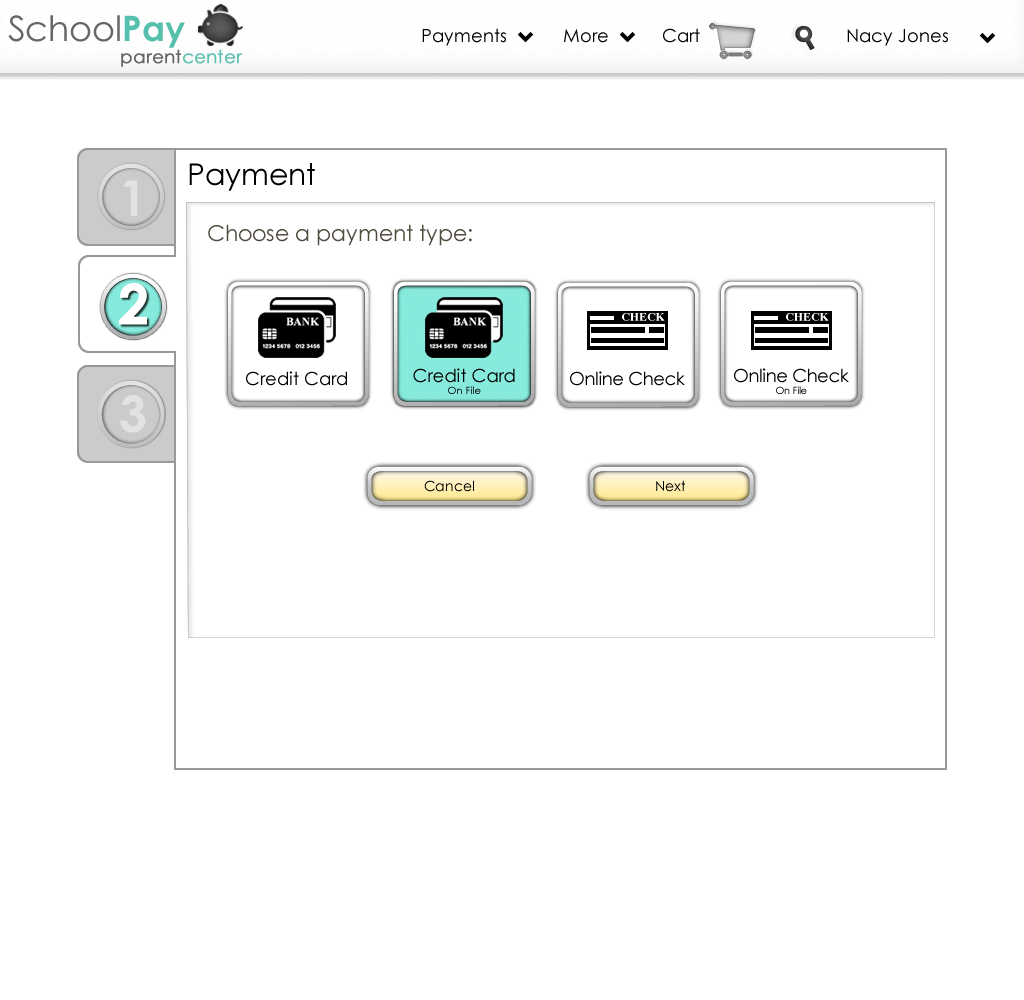 SchoolPay
parentcenter
Payments
More
Cart
Nacy Jones
1
Payment
Choose a payment type:
2
BANK
1234 5678 012 3456
Credit Card
BANK
1234 5678 012 3456
Credit Card
On File
CHECK
Online Check
CHECK
Online Check
On File
3
Cancel
Next